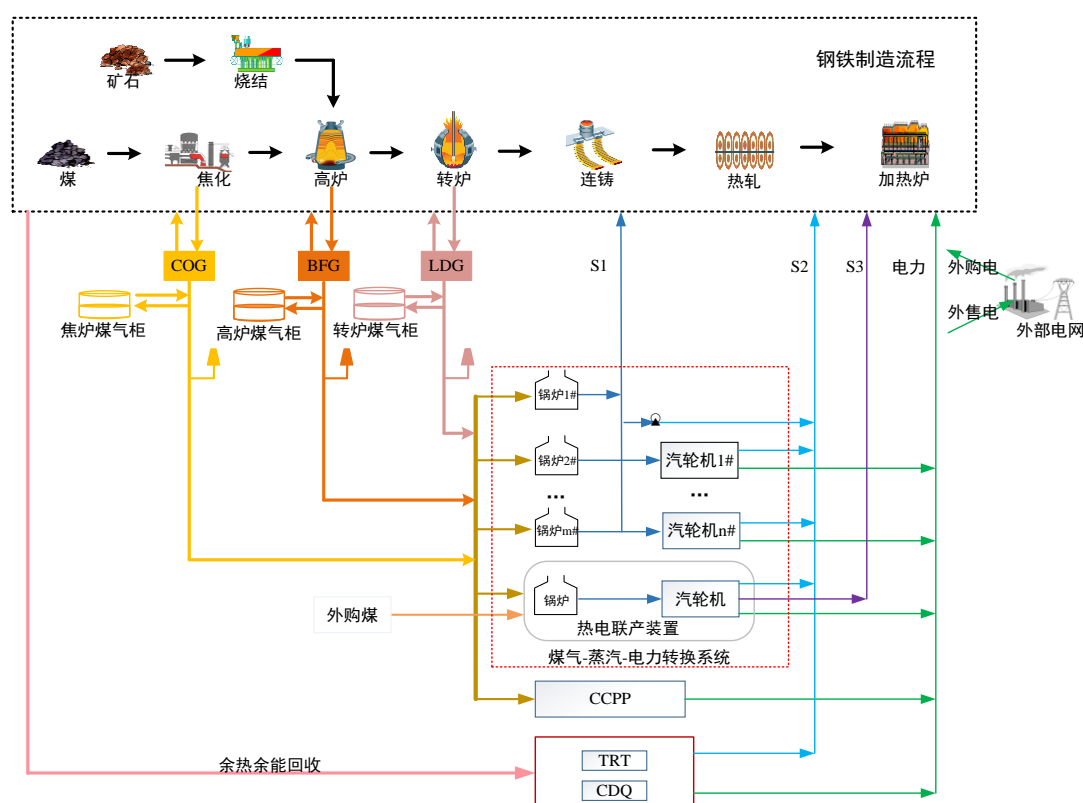 钢铁制造流程
矿石
烧结
煤
焦化
高炉
转炉
连铸
热轧
加热炉
COG
BFG
LDG
S1
S2
S3
电力
外购电
外售电
外部电网
焦炉煤气柜
高炉煤气柜
转炉煤气柜
锅炉1#
锅炉2#
汽轮机1#
...
...
锅炉m#
汽轮机n#
锅炉
汽轮机
外购煤
热电联产装置
煤气-蒸汽-电力转换系统
CCPP
余热余能回收
TRT
CDQ